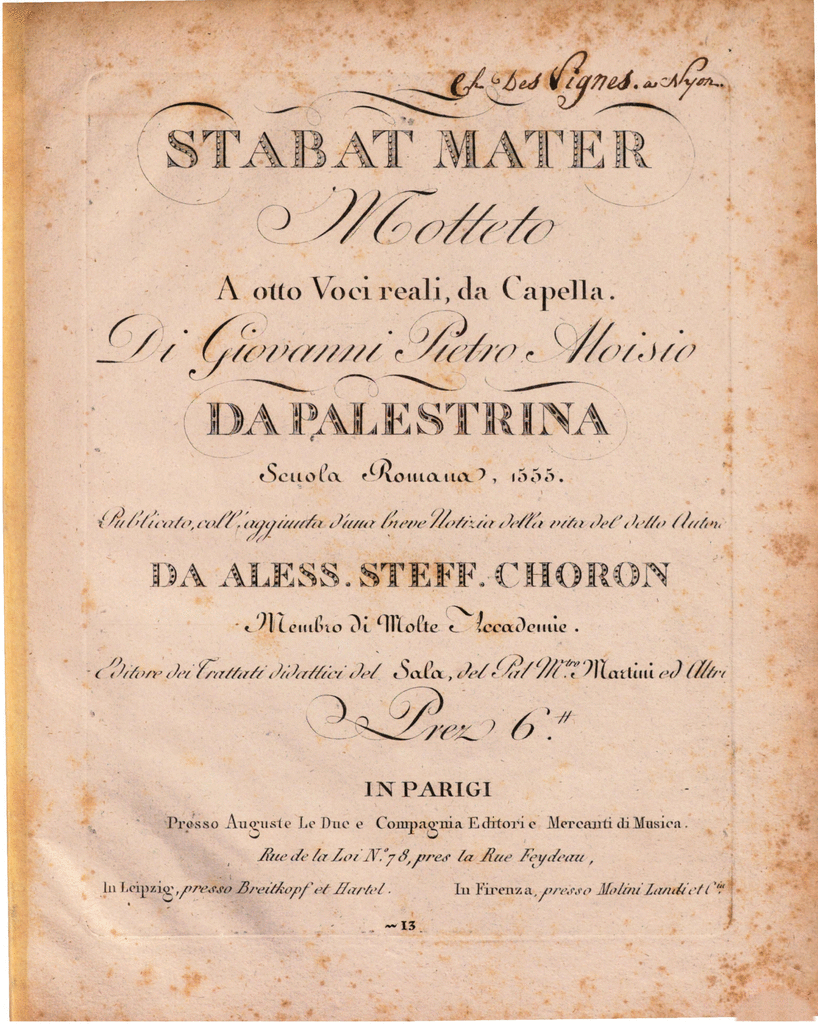 Ch. Des Vignes. a Nyon.
STABAT MATER
Motteto
A otto Voci reali, da Capella.
Di Giovanni Pietro Aloisio
DA PALESTRINA
Scuola Romana, 1555.
Publicato, coll'aggiunta d'una breve Notizia della vita del detto Autore
DA ALESS. STEFF. CHORON
Membro di Molte Accademie.
Editore dei Trattati didattici del Sala, del Pal M.tro Martini ed Altri
Prez 6.#
IN PARIGI
Presso Auguste Le Duc e Compagnia Editori e Mercanti di Musica.
Rue de la Loi N.º 78, pres la Rue Feydeau,
In Leipzig, presso Breitkopf et Hartel. In Firenza, presso Molini Landi et C.ia
13